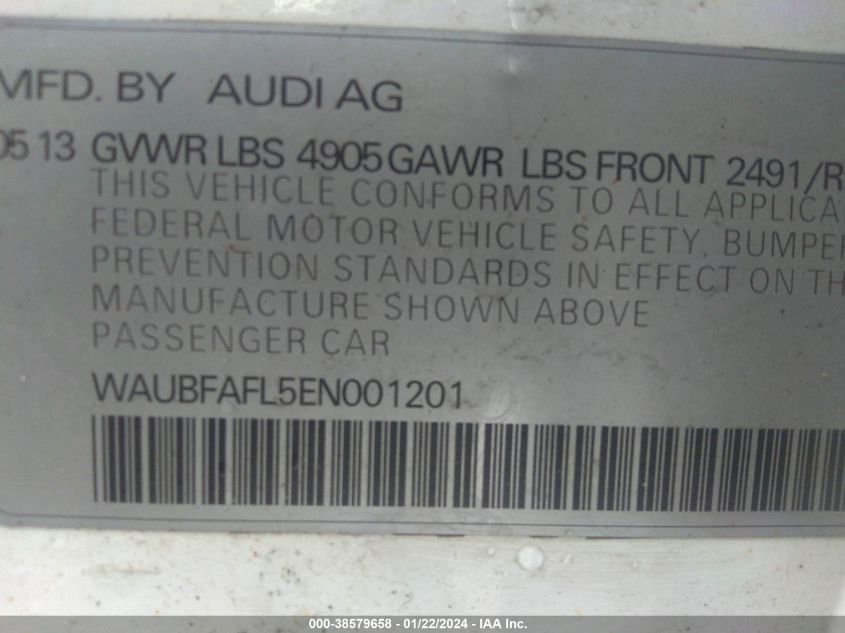 MFD. BY AUDI AG
05 13 GVWR LBS 4905 GAWR LBS FRONT 2491/R
THIS VEHICLE CONFORMS TO ALL APPLICA
FEDERAL MOTOR VEHICLE SAFETY, BUMPER
PREVENTION STANDARDS IN EFFECT ON TH
MANUFACTURE SHOWN ABOVE
PASSENGER CAR
WAUBFAFL5EN001201
000-38579658 - 01/22/2024 - IAA Inc.